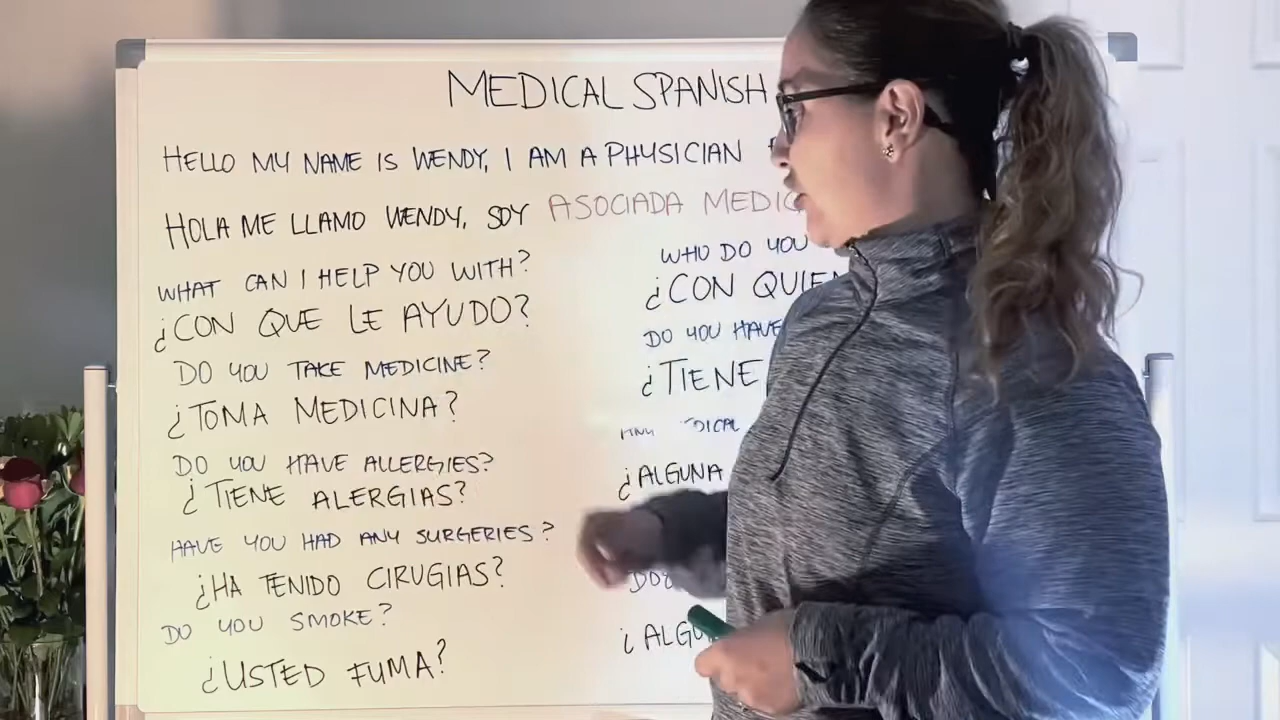 MEDICAL SPANISH
HELLO MY NAME IS WENDY, I AM A PHYSICIAN
HOLA ME LLAMO WENDY, SOY ASOCIADA
WHAT CAN I HELP YOU WITH?
¿CON QUE LE AYUDO?
DO YOU TAKE MEDICINE?
¿TOMA MEDICINA?
DO YOU HAVE ALLERGIES?
¿TIENE ALERGIAS?
HAVE YOU HAD ANY SURGERIES?
¿HA TENIDO CIRUGIAS?
DO YOU SMOKE?
¿USTED FUMA?
WHO DO YOU
¿CON
DO YOU HAVE
¿TIENE
¿ALGUNA